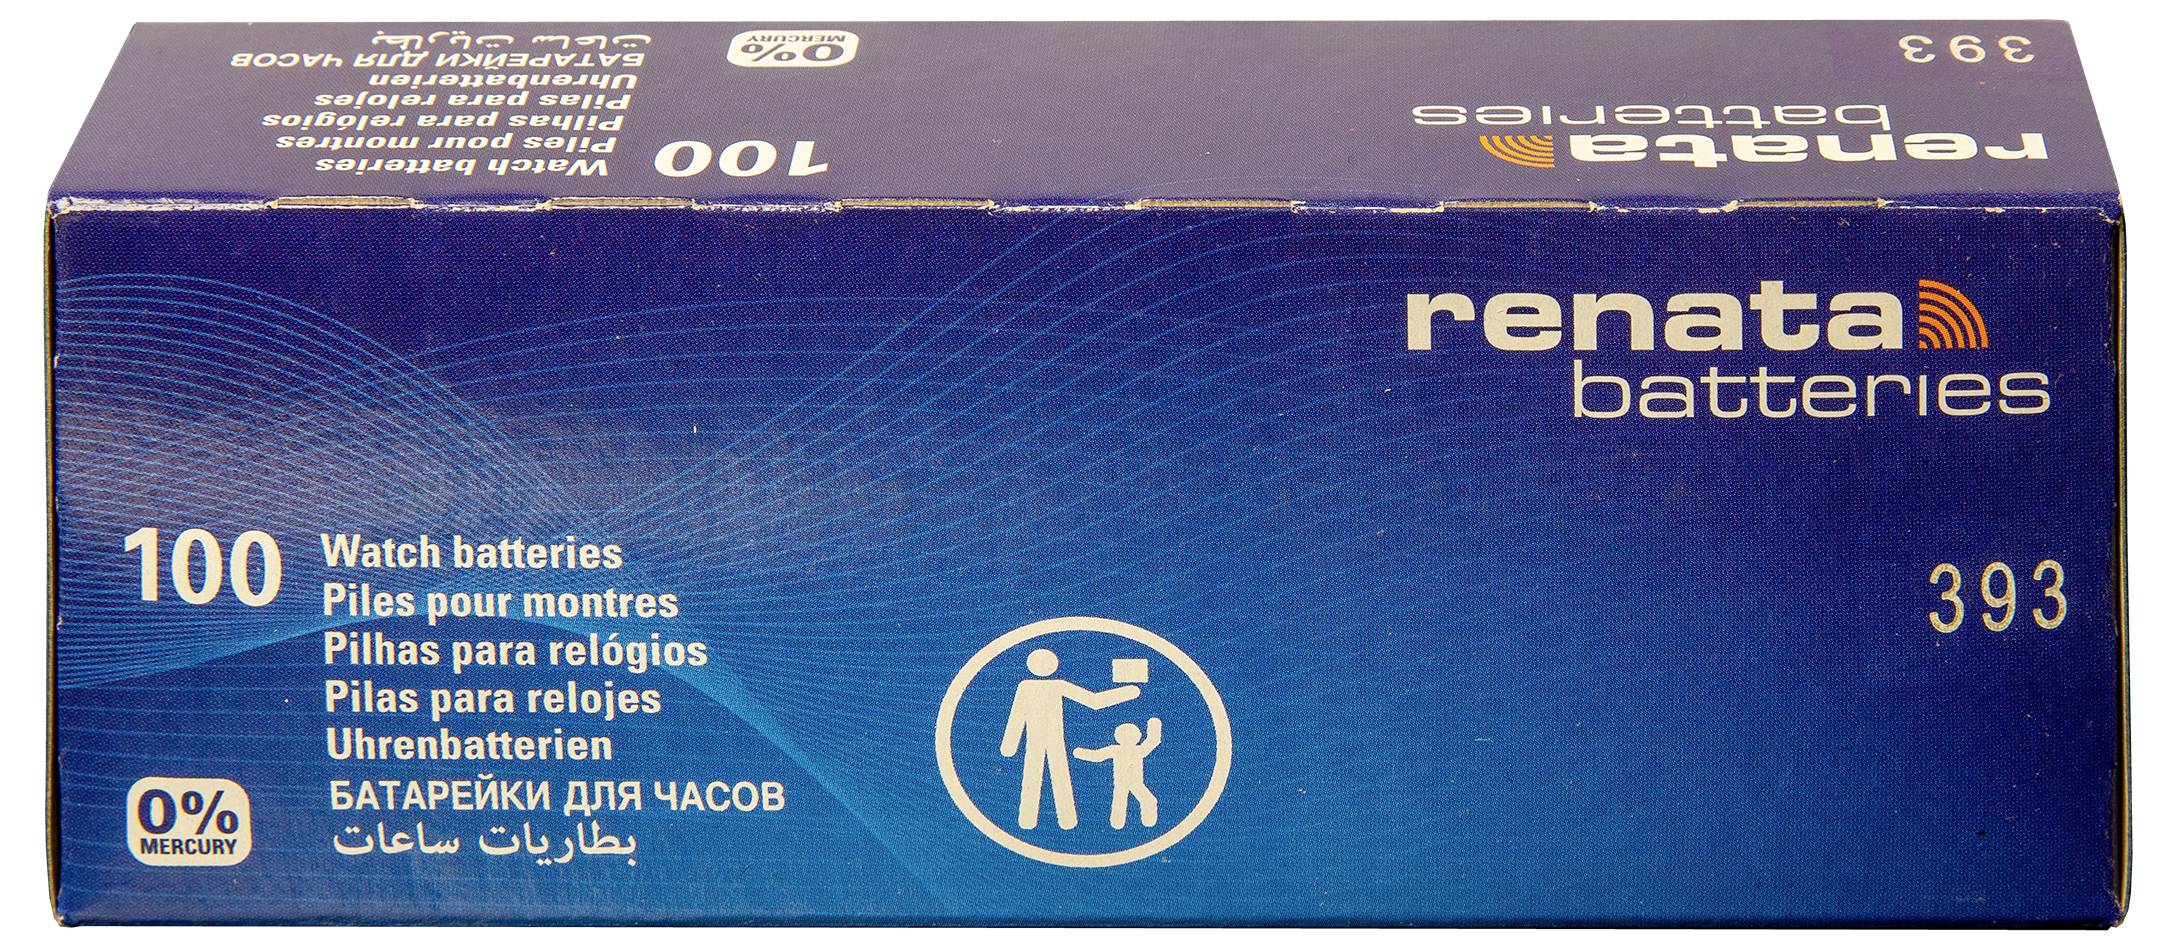 100
Watch batteries
Piles pour montres
Pilhas para relógios
Pilas para relojes
Uhrenbatterien
БАТАРЕЙКИ ДЛЯ ЧАСОВ
بطاريات ساعات
0%
MERCURY
renata
batteries
393
renata
batteries
393
100
Watch batteries
Piles pour montres
Pilhas para relógios
Pilas para relojes
Uhrenbatterien
БАТАРЕЙКИ ДЛЯ ЧАСОВ
بطاريات ساعات
0%
MERCURY